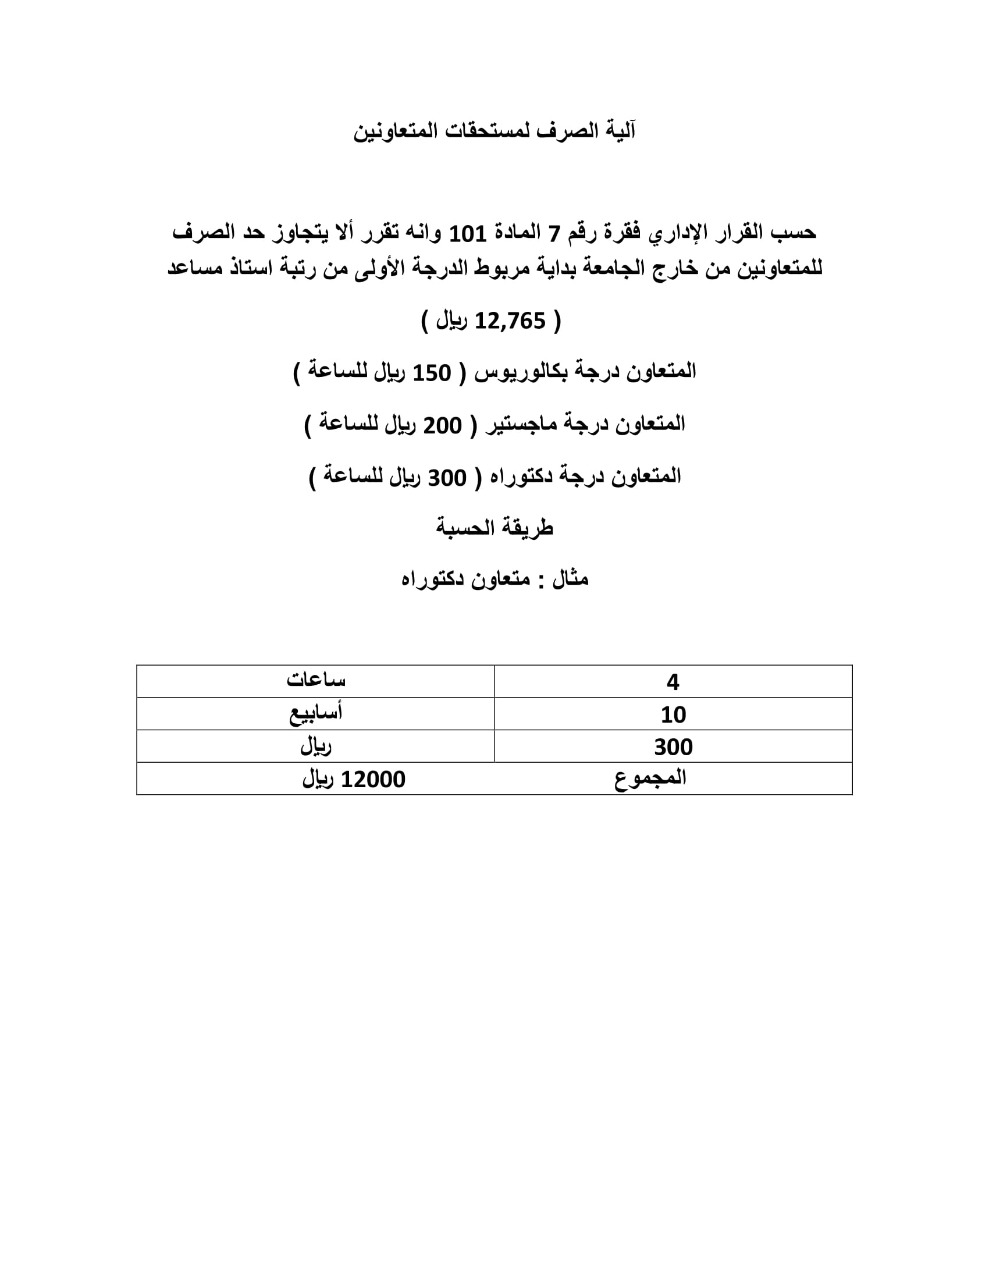 آلية الصرف لمستحقات المتعاونين
حسب القرار الإداري فقرة رقم 7 المادة 101 وانه تقرر ألا يتجاوز حد الصرف
للمتعاونين من خارج الجامعة بداية مربوط الدرجة الأولى من رتبة استاذ مساعد
( 12,765 ريال )
المتعاون درجة بكالوريوس ( 150 ريال للساعة )
المتعاون درجة ماجستير ( 200 ريال للساعة )
المتعاون درجة دكتوراه ( 300 ريال للساعة )
طريقة الحسبة
مثال : متعاون دكتوراه
4 ساعات
10 أسابيع
300 ريال
المجموع 12000 ريال